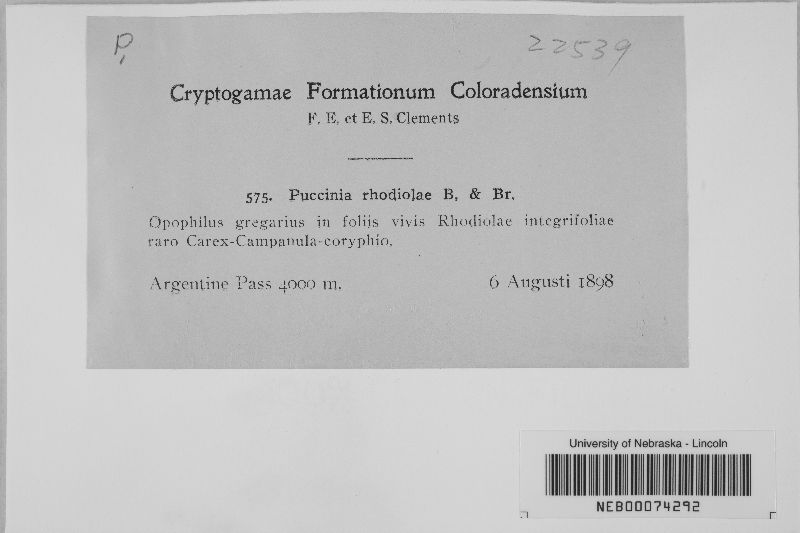 P,
22539
Cryptogamae Formationum Coloradensium
F. E. et E. S. Clements
575. Puccinia rhodiolae B. & Br.
Opophilus gregarius in foliis vivis Rhodiolae integrifoliae
raro Carex-Campanula-coryphio.
Argentine Pass 4000 m.
6 Augusti 1898
University of Nebraska - Lincoln
NEB00074292